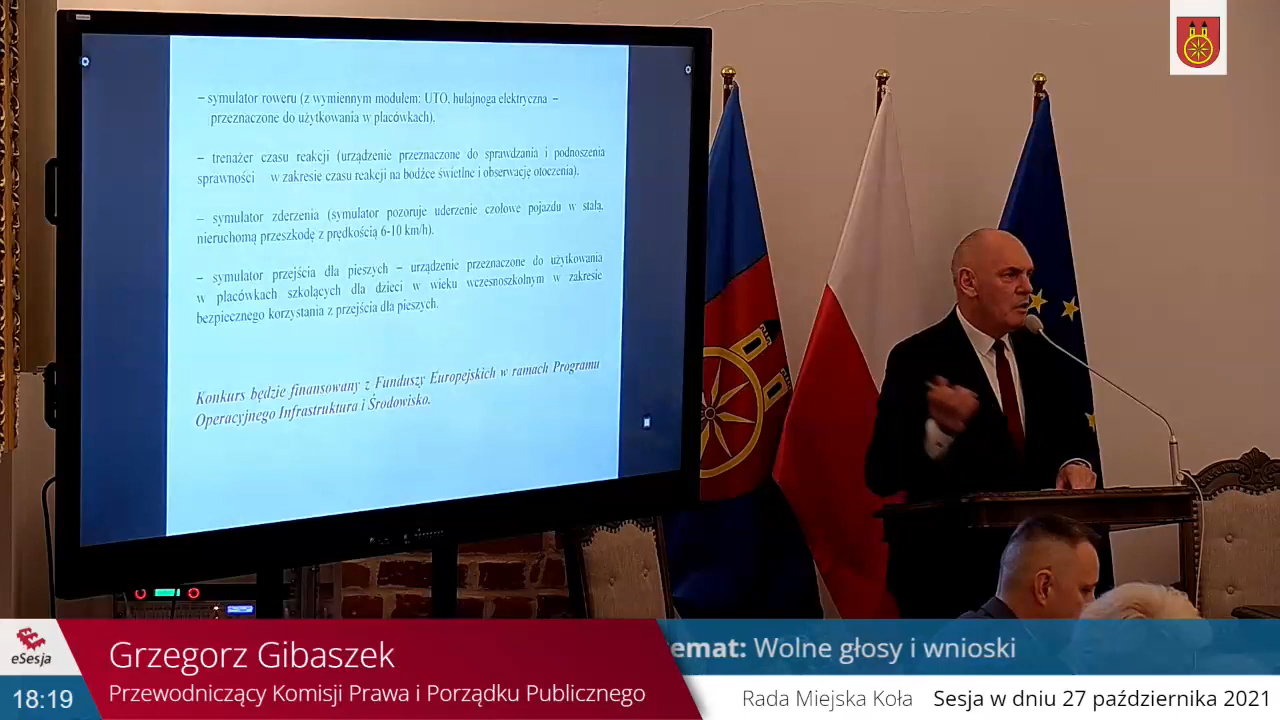 – symulator roweru (z wymiennym modułem: UTO, hulajnoga elektryczna –
przeznaczone do użytkowania w placówkach).
– trenażer czasu reakcji (urządzenie przeznaczone do sprawdzania i podnoszenia
sprawności w zakresie czasu reakcji na bodźce świetlne i obserwację otoczenia).
– symulator zderzenia (symulator pozoruje uderzenie czołowe pojazdu w stałą,
nieruchomą przeszkodę z prędkością 6-10 km/h).
– symulator przejścia dla pieszych – urządzenie przeznaczone do użytkowania
w placówkach szkolących dla dzieci w wieku wczesnoszkolnym w zakresie
bezpiecznego korzystania z przejścia dla pieszych.
Konkurs będzie finansowany z Funduszy Europejskich w ramach Programu
Operacyjnego Infrastruktura i Środowisko.
eSesja
18:19
Grzegorz Gibaszek
Przewodniczący Komisji Prawa i Porządku Publicznego
emat: Wolne głosy i wnioski
Rada Miejska Koła Sesja w dniu 27 października 2021